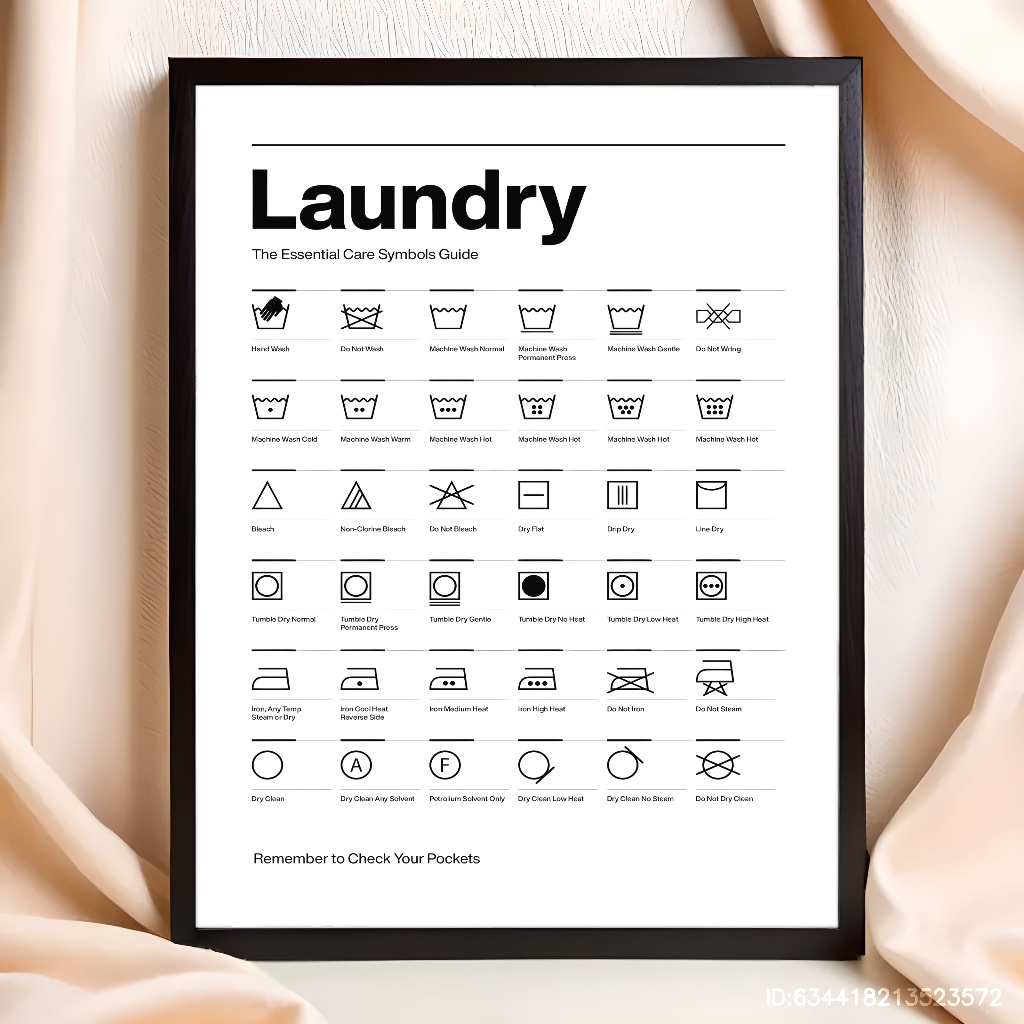 Laundry
The Essential Care Symbols Guide
Hand Wash
Do Not Wash
Machine Wash Normal
Machine Wash
Permanent Press
Machine Wash Gentle
Do Not Wring
Machine Wash Cold
Machine Wash Warm
Machine Wash Hot
Machine Wash Hot
Machine Wash Hot
Machine Wash Hot
Bleach
Non-Clorine Bleach
Do Not Bleach
Dry Flat
Drip Dry
Line Dry
Tumble Dry Normal
Tumble Dry
Permanent Press
Tumble Dry Gentle
Tumble Dry No Heat
Tumble Dry Low Heat
Tumble Dry High Heat
Iron, Any Temp
Steam or Dry
Iron Cool Heat
Reverse Side
Iron Medium Heat
Iron High Heat
Do Not Iron
Do Not Steam
A
F
Dry Clean
Dry Clean Any Solvent
Petrolium Solvent Only
Dry Clean Low Heat
Dry Clean No Steam
Do Not Dry Clean
Remember to Check Your Pockets
ID:634418213523572